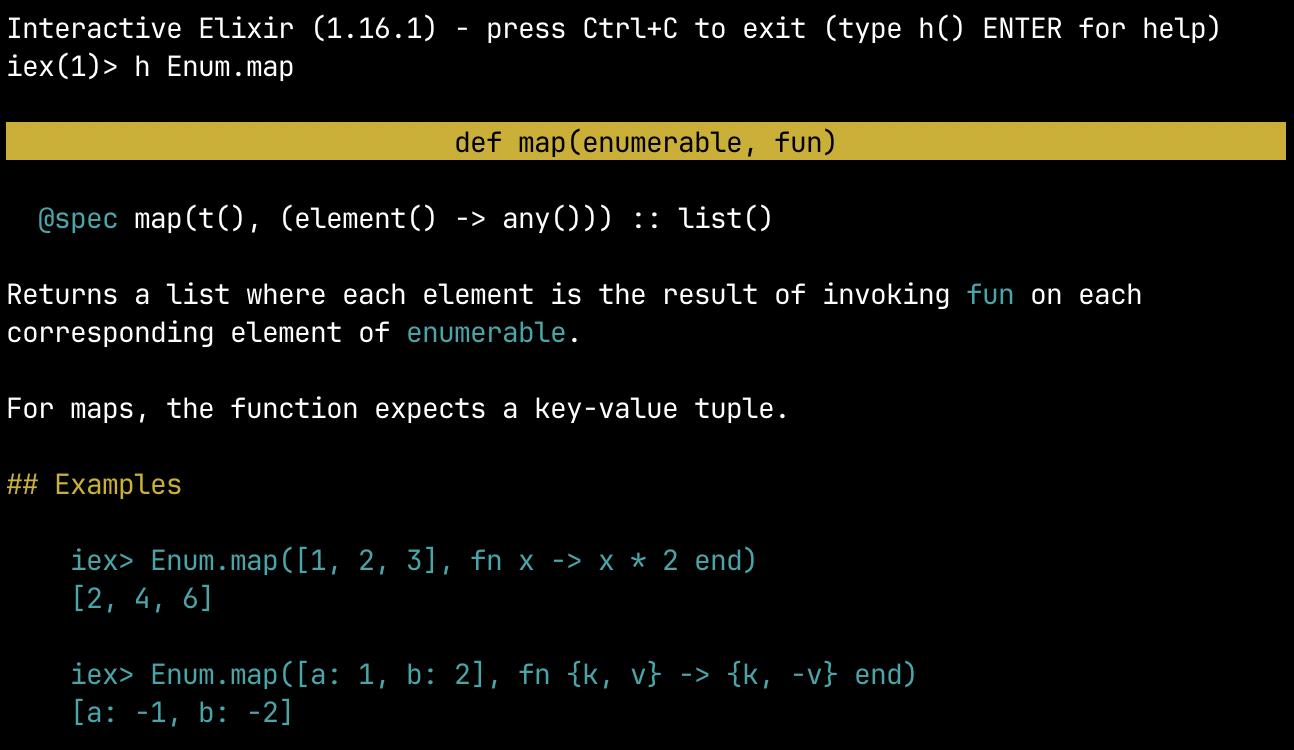 Interactive Elixir (1.16.1) - press Ctrl+C to exit (type h() ENTER for help)
iex(1)> h Enum.map
def map(enumerable, fun)
@spec map(t(), (element() -> any())) :: list()
Returns a list where each element is the result of invoking fun on each
corresponding element of enumerable.
For maps, the function expects a key-value tuple.
## Examples
iex> Enum.map([1, 2, 3], fn x -> x * 2 end)
[2, 4, 6]
iex> Enum.map([a: 1, b: 2], fn {k, v} -> {k, -v} end)
[a: -1, b: -2]